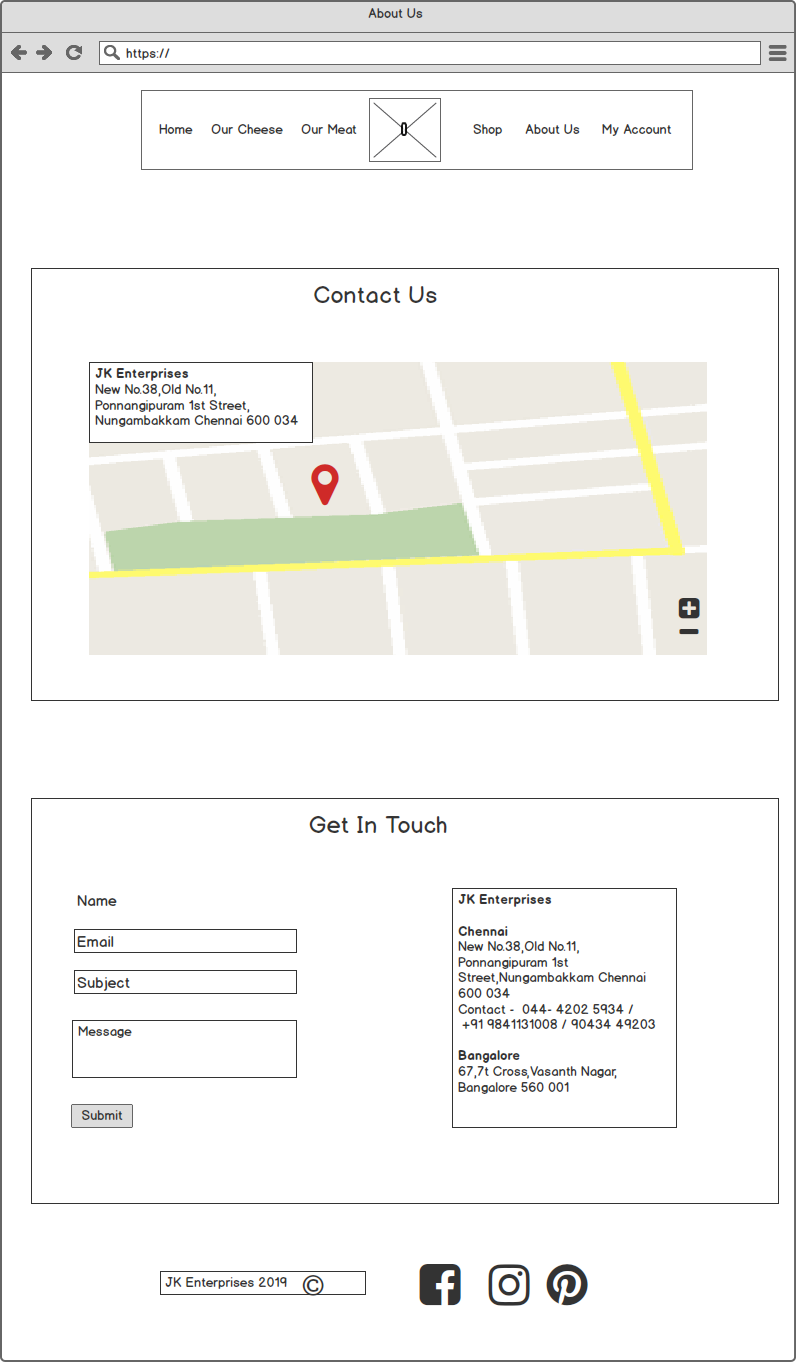 About Us
https://
Home Our Cheese Our Meat Shop About Us My Account
Contact Us
JK Enterprises
New No.38,Old No.11,
Ponnangipuram 1st Street,
Nungambakkam Chennai 600 034
Get In Touch
Name
Email
Subject
Message
Submit
JK Enterprises
Chennai
New No.38,Old No.11,
Ponnangipuram 1st
Street,Nungambakkam Chennai
600 034
Contact - 044- 4202 5934 /
+91 9841131008 / 90434 49203
Bangalore
67,7t Cross,Vasanth Nagar,
Bangalore 560 001
JK Enterprises 2019 ©